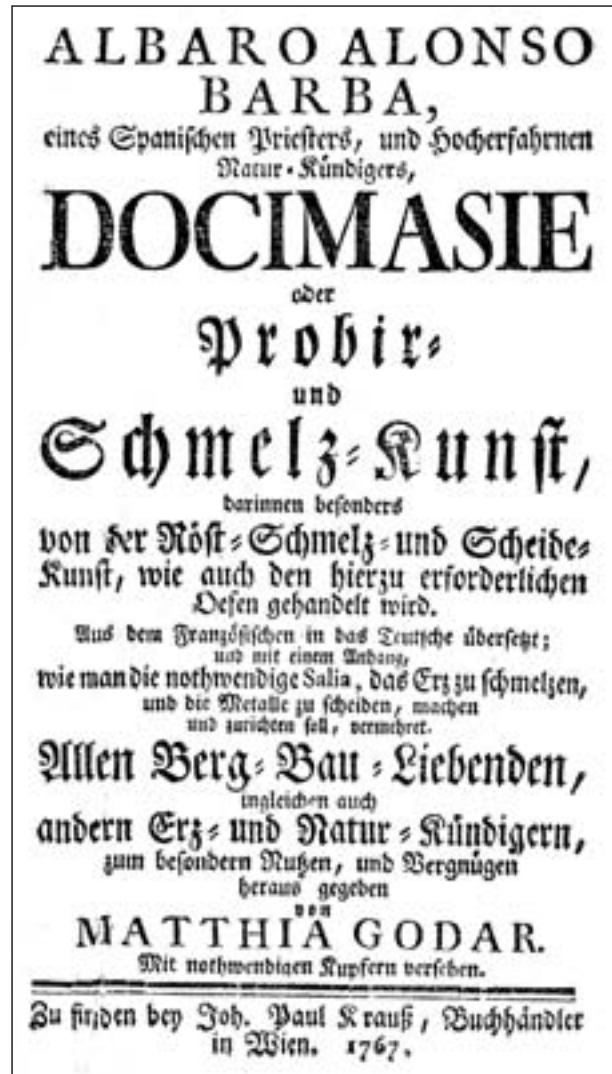 ALBARO ALONSO
BARBA,
eines Spanischen Priesters, und Hocherfahrnen
Natur-Kündigers,
DOCIMASIE
oder
Probir-
und
Schmelz-Kunst,
darinnen besonders
von der Röst-Schmelz-und Scheide-
Kunst, wie auch den hierzu erforderlichen
Oefen gehandelt wird.
Aus dem Französischen in das Teutsche übersetzt;
und mit einem Anhang,
wie man die nothwendige Salia, das Erz zu schmelzen,
und die Metalle zu scheiden, machen
und zurichten soll, vermehret.
Allen Berg-Bau-Liebenden,
ingleichen auch
andern Erz- und Natur-Kündigern,
zum besondern Nutzen, und Vergnügen
heraus gegeben
von
MATTHIA GODAR.
Mit nothwendigen Kupfern versehen.
Zu finden bey Joh. Paul Krauß, Buchhändler
in Wien. 1767.